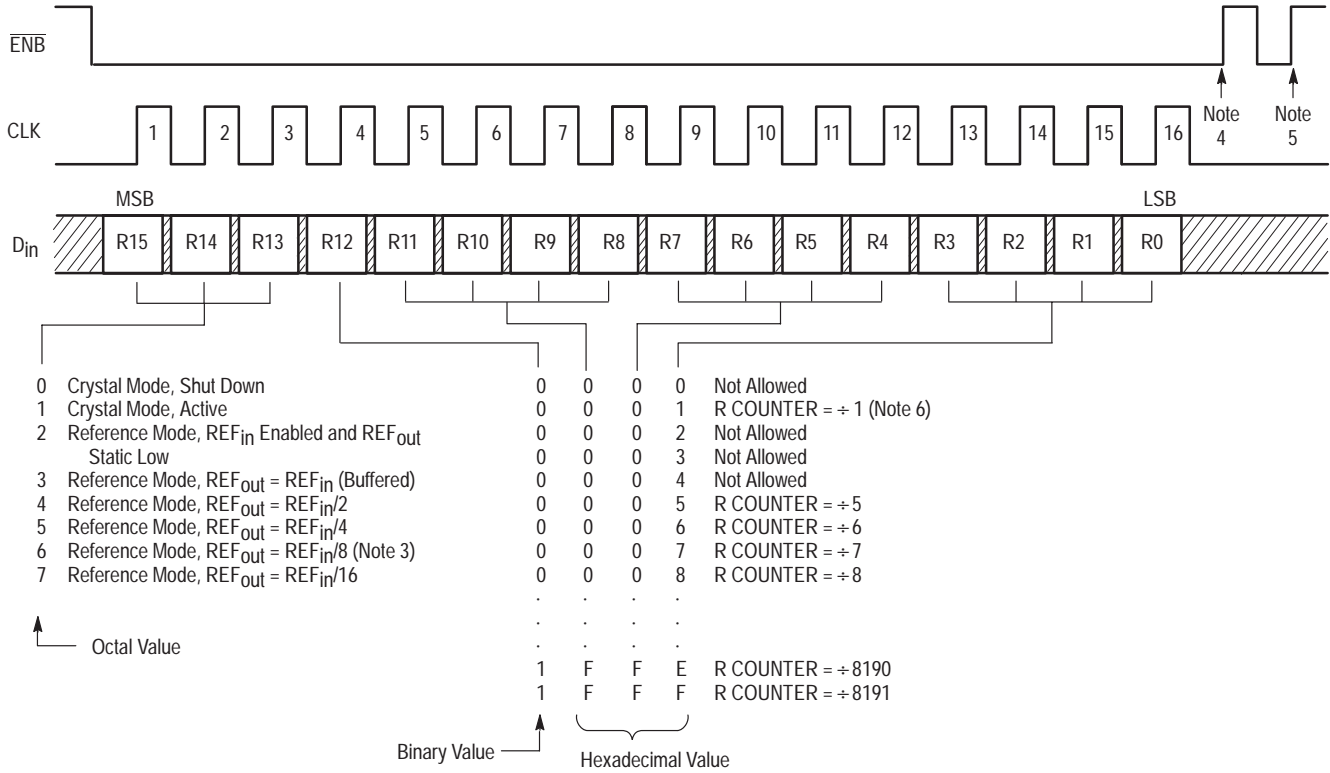 ENB
Note 4
Note 5
CLK 1 2 3 4 5 6 7 8 9 10 11 12 13 14 15 16
MSB LSB
Din R15 R14 R13 R12 R11 R10 R9 R8 R7 R6 R5 R4 R3 R2 R1 R0
0 Crystal Mode, Shut Down
1 Crystal Mode, Active
2 Reference Mode, REFin Enabled and REFout
Static Low
3 Reference Mode, REFout = REFin (Buffered)
4 Reference Mode, REFout = REFin/2
5 Reference Mode, REFout = REFin/4
6 Reference Mode, REFout = REFin/8 (Note 3)
7 Reference Mode, REFout = REFin/16
Octal Value
0 0 0 0 Not Allowed
0 0 0 1 R COUNTER = ÷ 1 (Note 6)
0 0 0 2 Not Allowed
0 0 0 3 Not Allowed
0 0 0 4 Not Allowed
0 0 0 5 R COUNTER = ÷ 5
0 0 0 6 R COUNTER = ÷ 6
0 0 0 7 R COUNTER = ÷ 7
0 0 0 8 R COUNTER = ÷ 8
. . . .
. . . .
. . . .
1 F F E R COUNTER = ÷ 8190
1 F F F R COUNTER = ÷ 8191
Binary Value
Hexadecimal Value